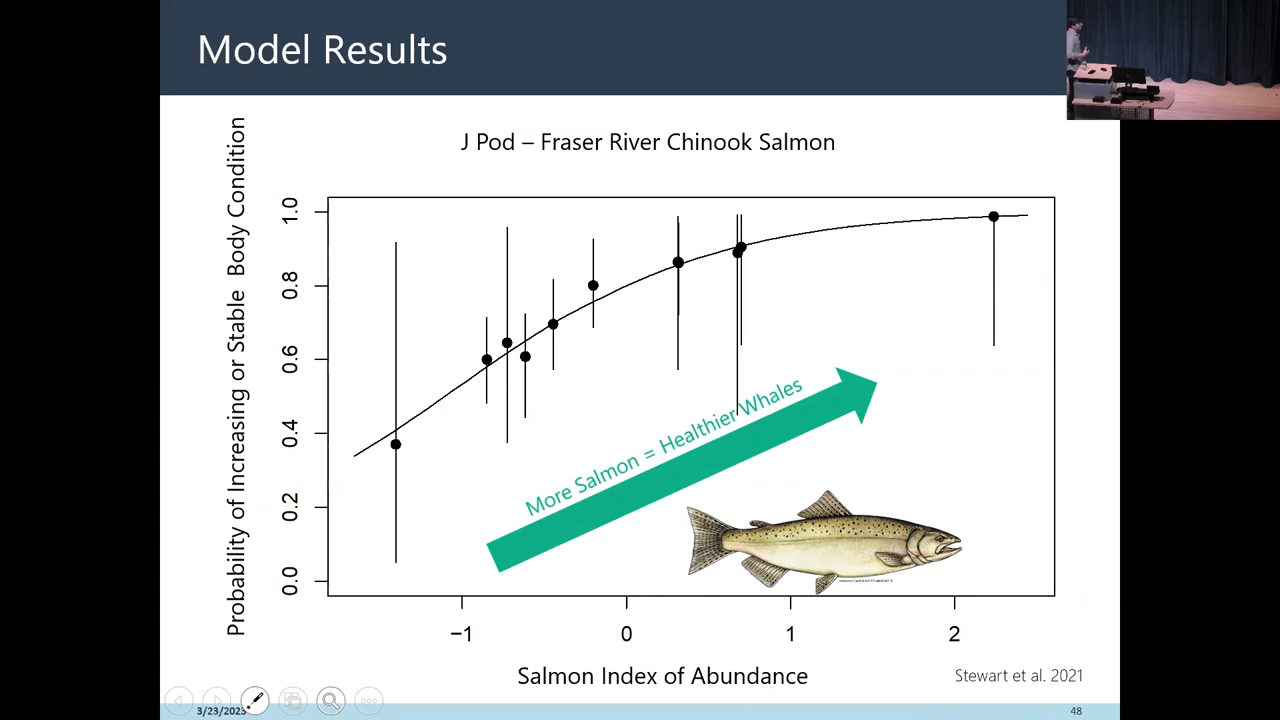 Model Results
J Pod – Fraser River Chinook Salmon
Probability of Increasing or Stable Body Condition
1.0
0.8
0.6
0.4
0.2
0.0
More Salmon = Healthier Whales
−1
0
1
2
Salmon Index of Abundance
Stewart et al. 2021
3/23/2023
48